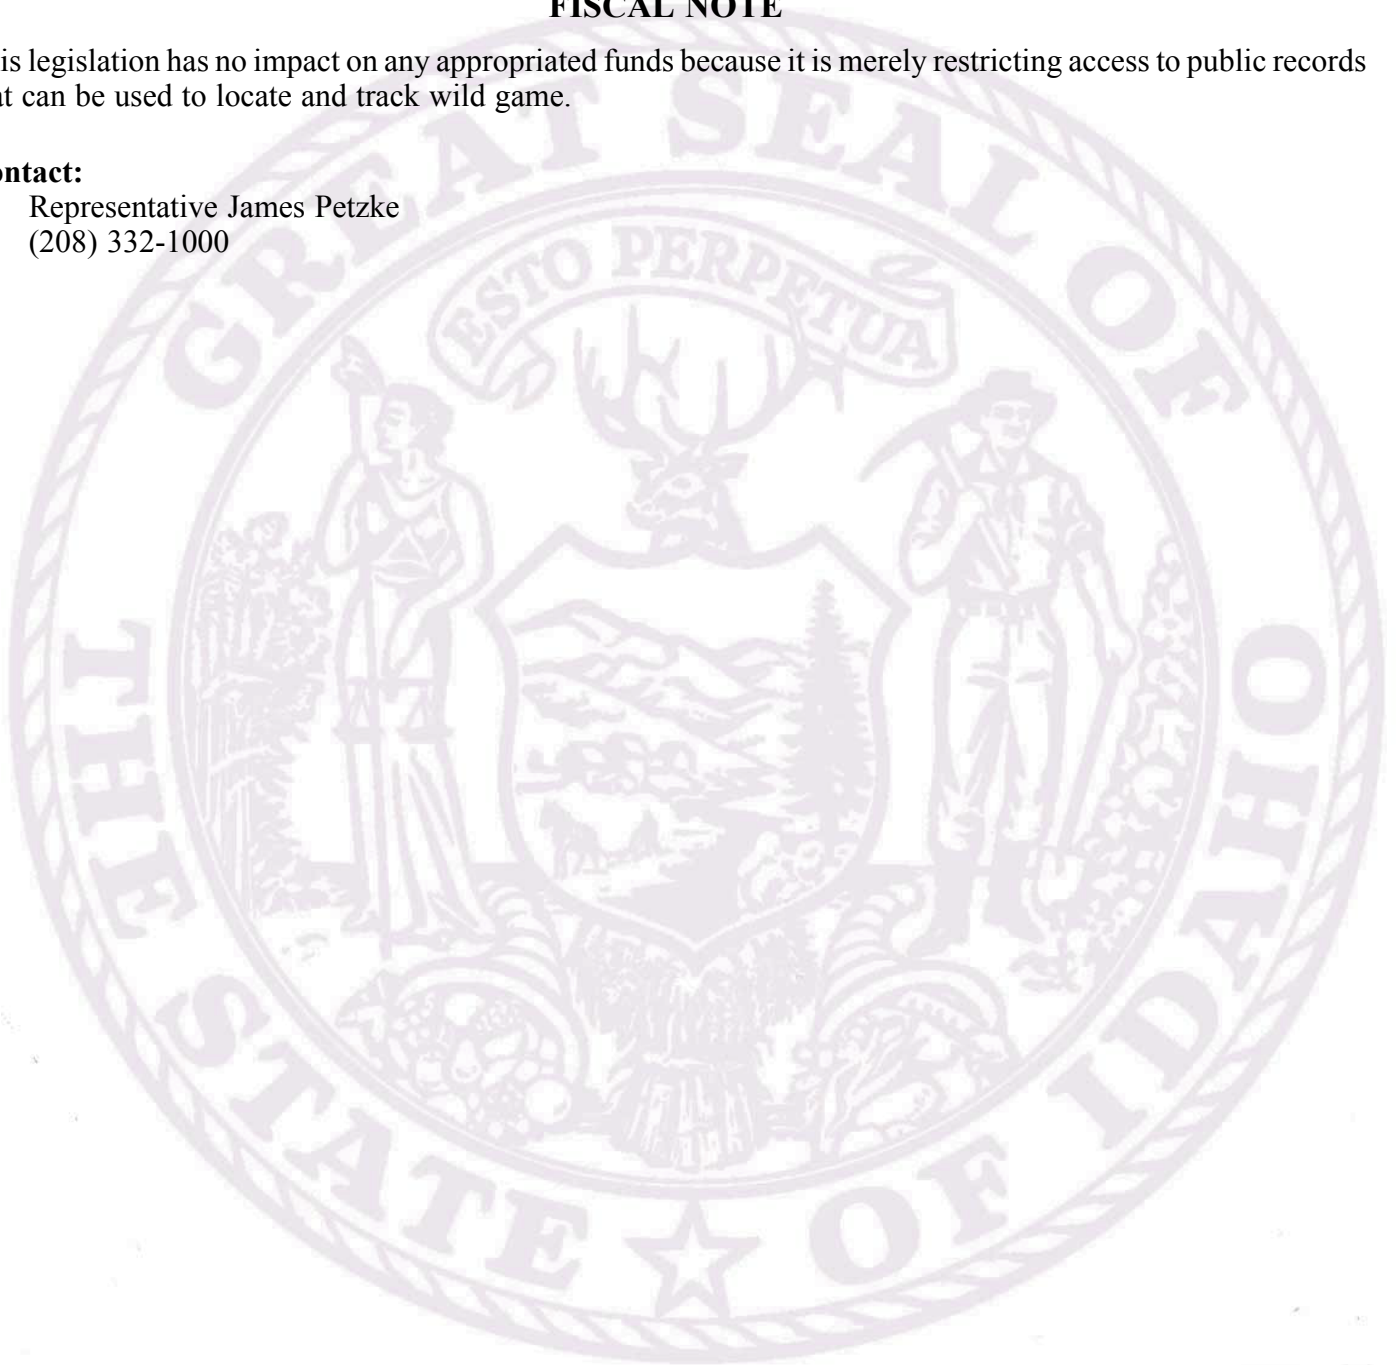 FISCAL NOTE
is legislation has no impact on any appropriated funds because it is merely restricting access to public records
at can be used to locate and track wild game.
ontact:
Representative James Petzke
(208) 332-1000
GREAT SEAL OF
ESTO PERPETUA
THE STATE OF IDAHO